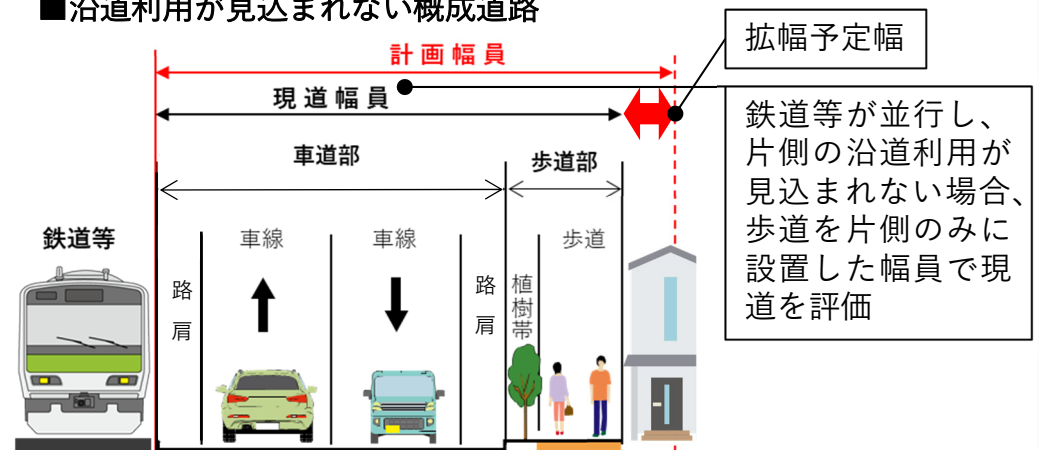 ■沿道利用が見込まれない概成道路
拡幅予定幅
計画幅員
現道幅員
鉄道等が並行し、
片側の沿道利用が
見込まれない場合、
歩道を片側のみに
設置した幅員で現
道を評価
車道部
歩道部
鉄道等
車線
車線
歩道
路肩
路肩
植樹帯